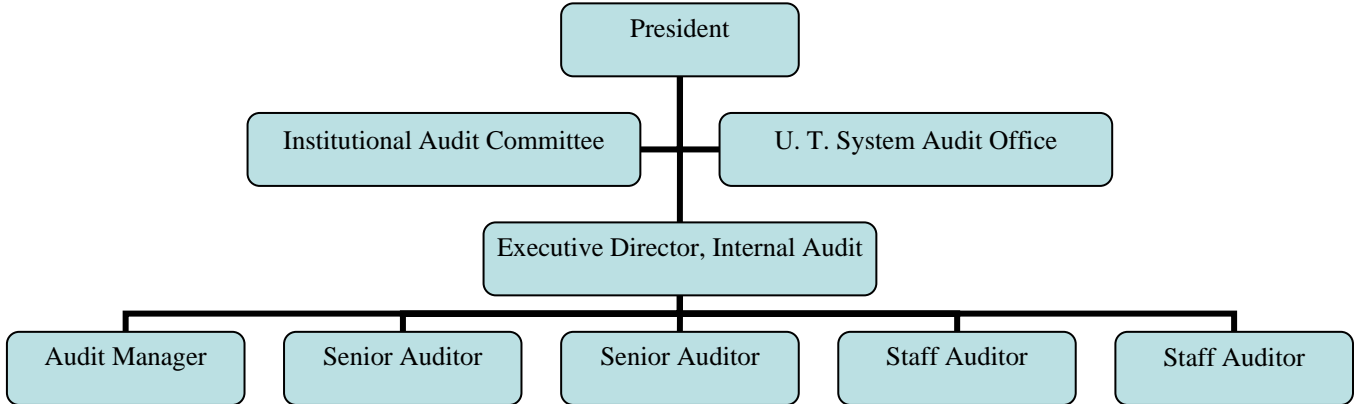 President
Institutional Audit Committee
U. T. System Audit Office
Executive Director, Internal Audit
Audit Manager
Senior Auditor
Senior Auditor
Staff Auditor
Staff Auditor